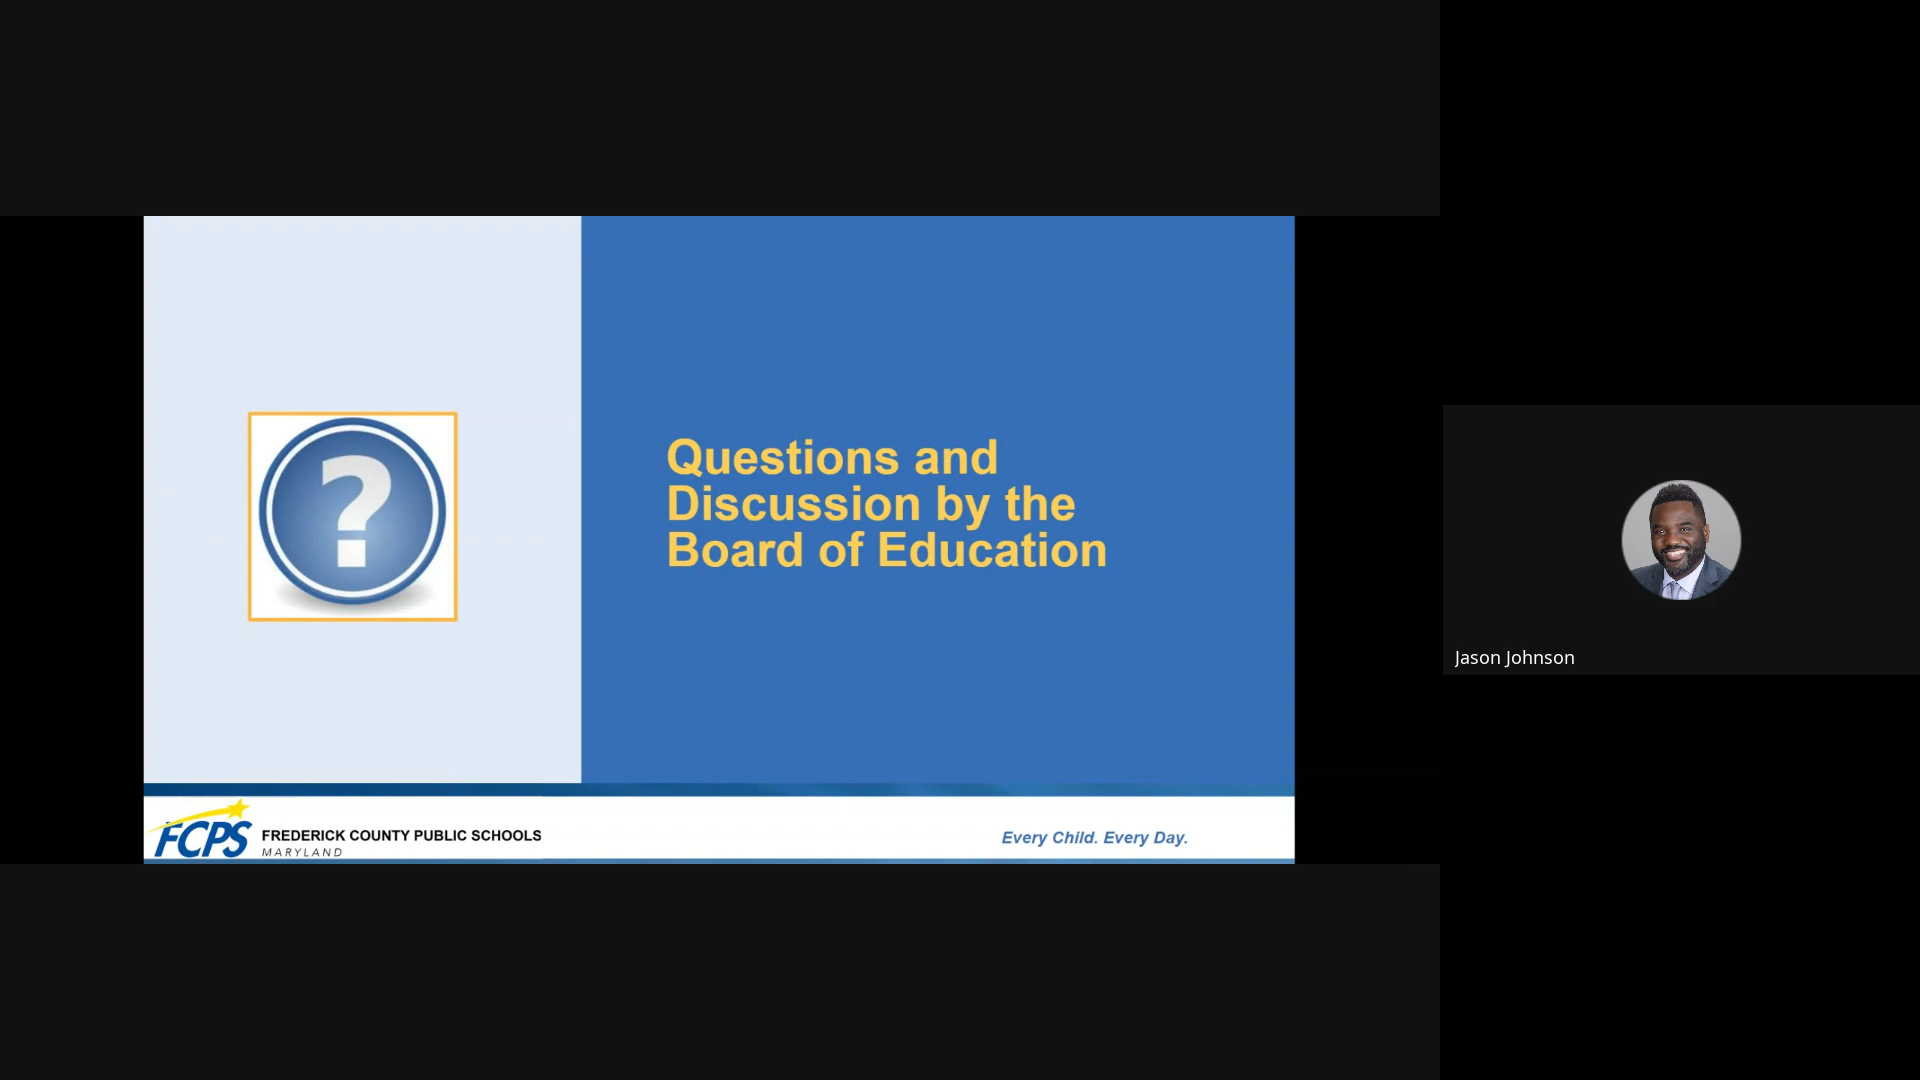 ?
Questions and
Discussion by the
Board of Education
FCPS
FREDERICK COUNTY PUBLIC SCHOOLS
MARYLAND
Every Child. Every Day.
Jason Johnson